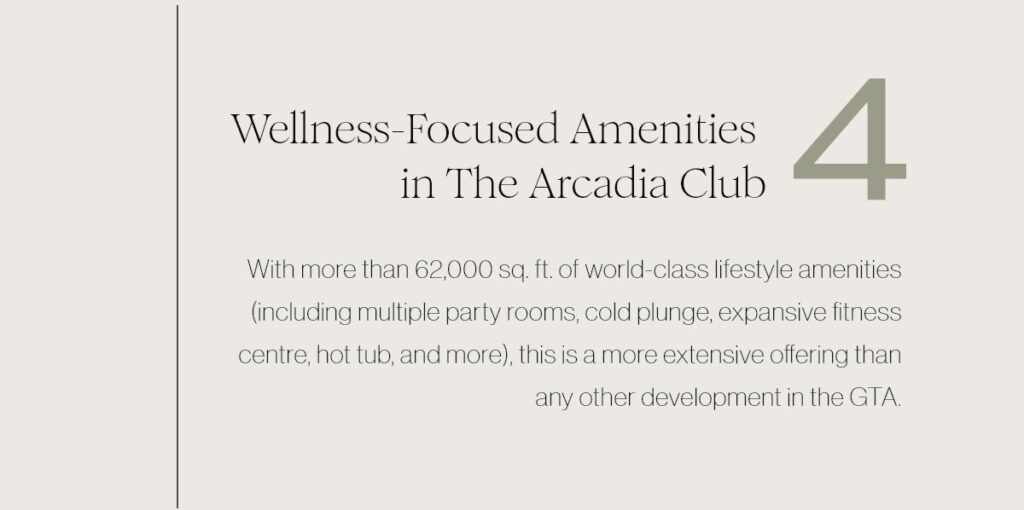 Wellness-Focused Amenities
in The Arcadia Club
4
With more than 62,000 sq. ft. of world-class lifestyle amenities
(including multiple party rooms, cold plunge, expansive fitness
centre, hot tub, and more), this is a more extensive offering than
any other development in the GTA.